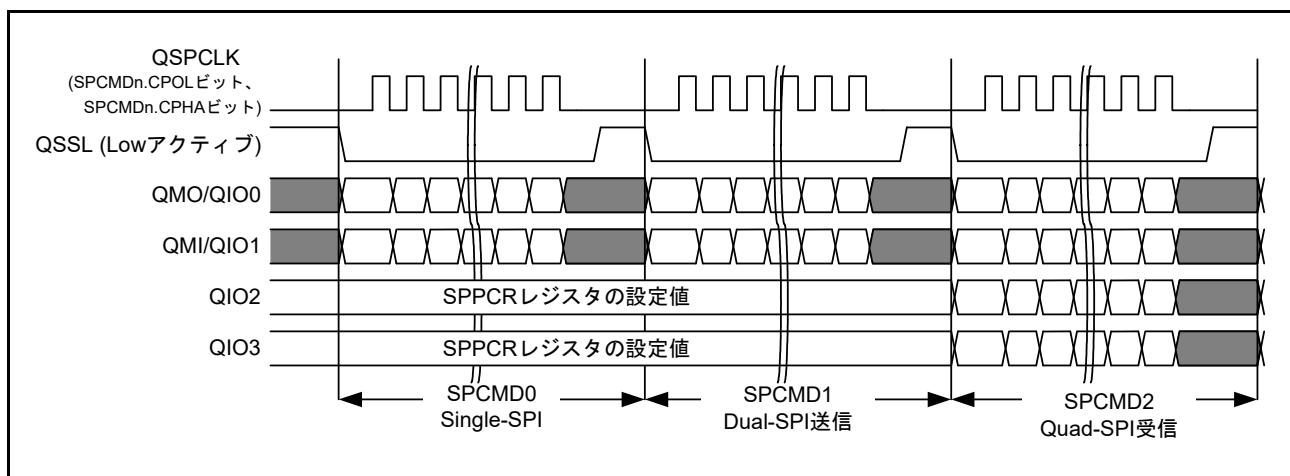 QSPCLK
(SPCMDn.CPOLビット、
SPCMDn.CPHAビット)
QSSL (Lowアクティブ)
QMO/QIO0
QMI/QIO1
QIO2
SPPCRレジスタの設定値
QIO3
SPPCRレジスタの設定値
SPCMD0
Single-SPI
SPCMD1
Dual-SPI送信
SPCMD2
Quad-SPI受信